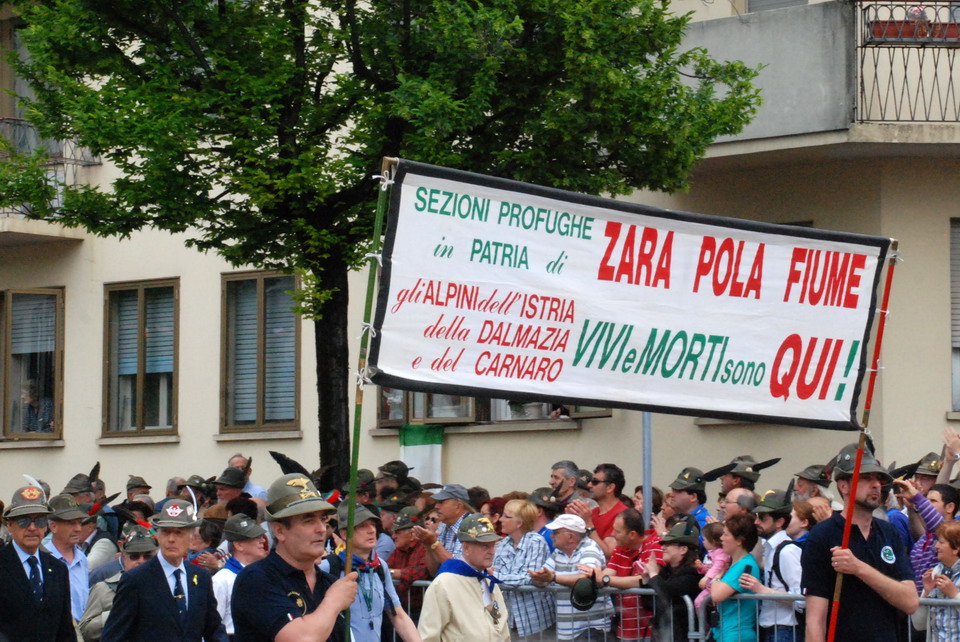 SEZIONI PROFUGHE
in PATRIA di
ZARA POLA FIUME
gli ALPINI dell'ISTRIA
della DALMAZIA
e del CARNARO
VIVI e MORTI sono QUI!